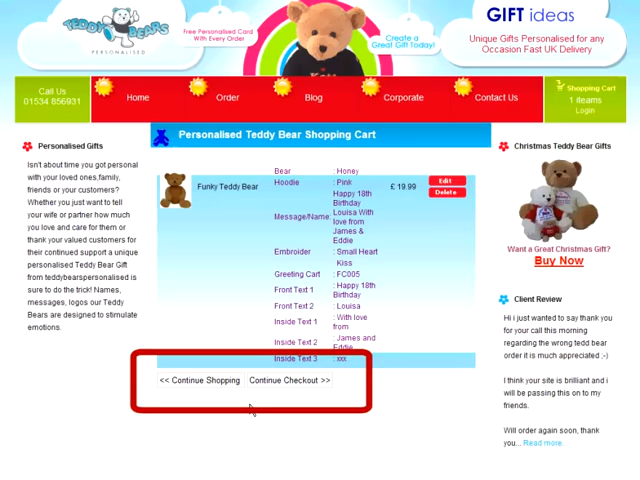 TEDDY BEARS
PERSONALISED
Free Personalised Card
With Every Order
Create a
Great Gift Today!
GIFT ideas
Unique Gifts Personalised for any
Occasion Fast UK Delivery
Call Us
01534 856931
Home
Order
Blog
Corporate
Contact Us
Shopping Cart
1 iteams
Login
Personalised Gifts
Isn't about time you got personal
with your loved ones,family,
friends or your customers?
Whether you just want to tell
your wife or partner how much
you love and care for them or
thank your valued customers for
their continued support a unique
personalised Teddy Bear Gift
from teddybearspersonalised is
sure to do the trick! Names,
messages, logos our Teddy
Bears are designed to stimulate
emotions.
Personalised Teddy Bear Shopping Cart
Funky Teddy Bear
Bear : Honey
Hoodie : Pink
Message/Name : Happy 18th
Birthday
Louisa With
love from
James &
Eddie
Embroider : Small Heart
Kiss
Greeting Cart : FC005
Front Text 1 : Happy 18th
Birthday
Front Text 2 : Louisa
Inside Text 1 : With love
from
Inside Text 2 : James and
Eddie
Inside Text 3 : xxx
£ 19.99
Edit
Delete
<< Continue Shopping
Continue Checkout >>
Christmas Teddy Bear Gifts
Want a Great Christmas Gift?
Buy Now
Client Review
Hi i just wanted to say thank you
for your call this morning
regarding the wrong tedd bear
order it is much appreciated ;-)
I think your site is brilliant and i
will be passing this on to my
friends.
Will order again soon, thank
you... Read more.